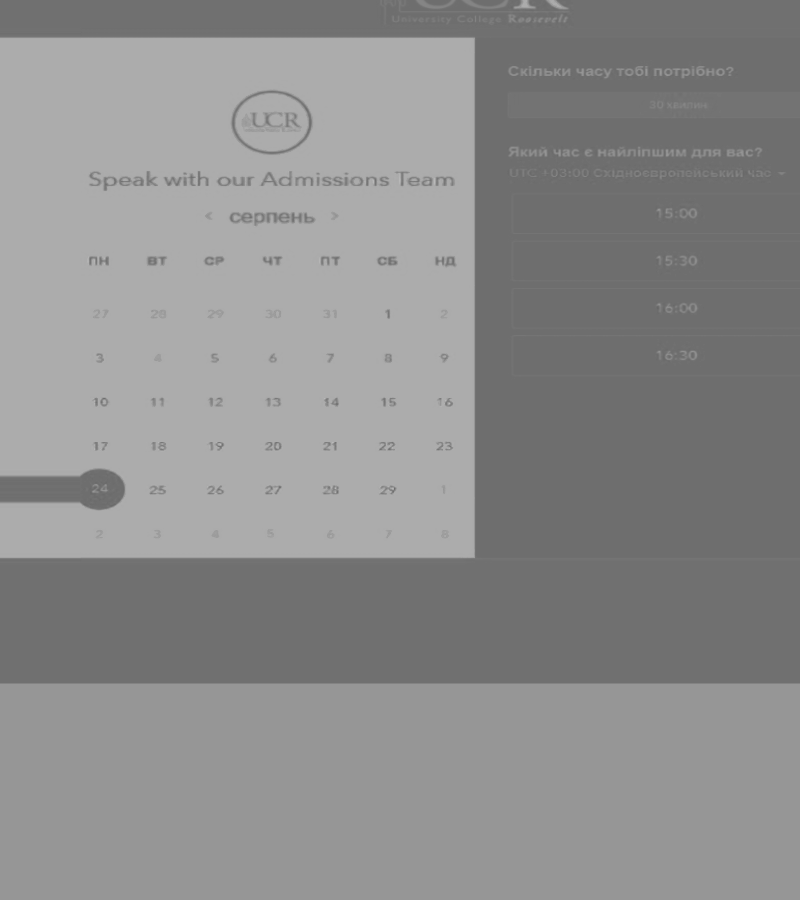 UCR
University College Roosevelt
UCR
Speak with our Admissions Team
< серпень >
ПН ВТ СР ЧТ ПТ СБ НД
27 28 29 30 31 1 2
3 4 5 6 7 8 9
10 11 12 13 14 15 16
17 18 19 20 21 22 23
24 25 26 27 28 29 1
2 3 4 5 6 7 8
Скільки часу тобі потрібно?
30 хвилин
Який час є найліпшим для вас?
UTC +03:00 Східноєвропейський час
15:00
15:30
16:00
16:30